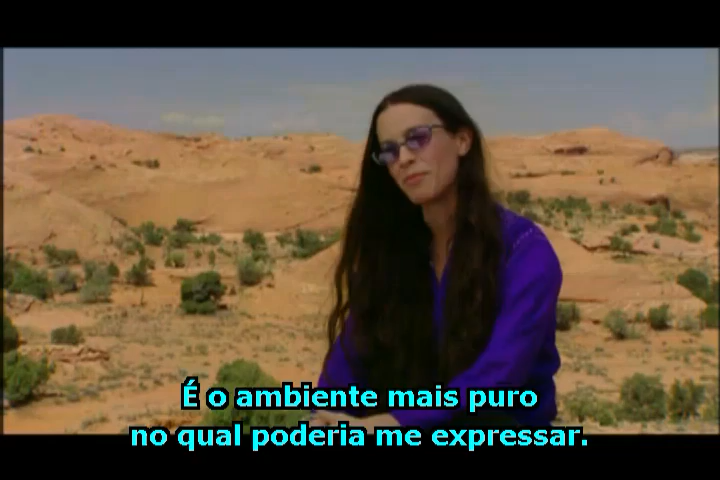 É o ambiente mais puro
no qual poderia me expressar.